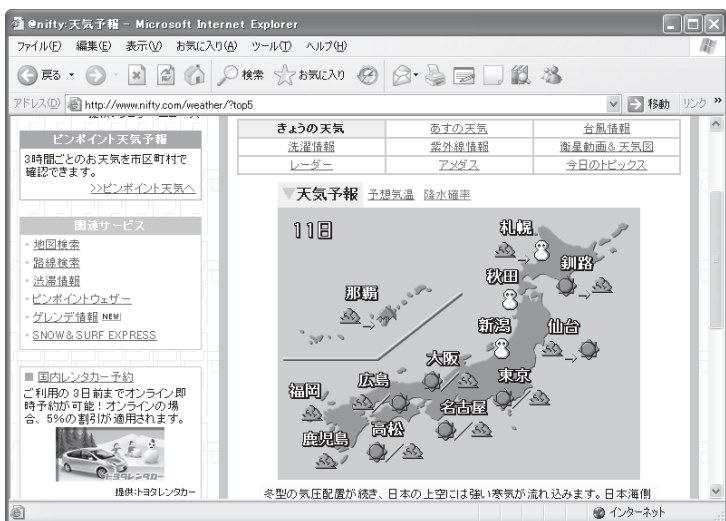 @nifty:天気予報 - Microsoft Internet Explorer
ファイル(F) 編集(E) 表示(V) お気に入り(A) ツール(T) ヘルプ(H)
戻る 検索 お気に入り
アドレス(D) http://www.nifty.com/weather/?top5 移動 リンク »
ピンポイント天気予報
3時間ごとのお天気を市区町村で
確認できます。
>>ピンポイント天気へ
関連サービス
・地図検索
・路線検索
・渋滞情報
・ピンポイントウェザー
・ゲレンデ情報 NEW!
・SNOW&SURF EXPRESS
■ 国内レンタカー予約
ご利用の3日前までオンライン即
時予約が可能！オンラインの場
合、5%の割引が適用されます。
トヨタレンタカー
提供:トヨタレンタカー
きょうの天気 あすの天気 台風情報
洗濯情報 紫外線情報 衛星動画&天気図
レーダー アメダス 今日のトピックス
▼天気予報 予想気温 降水確率
11日
札幌
釧路
秋田
那覇
新潟
仙台
大阪
東京
広島
福岡
名古屋
高松
鹿児島
冬型の気圧配置が続き、日本の上空には強い寒気が流れ込みます。日本海側
インターネット